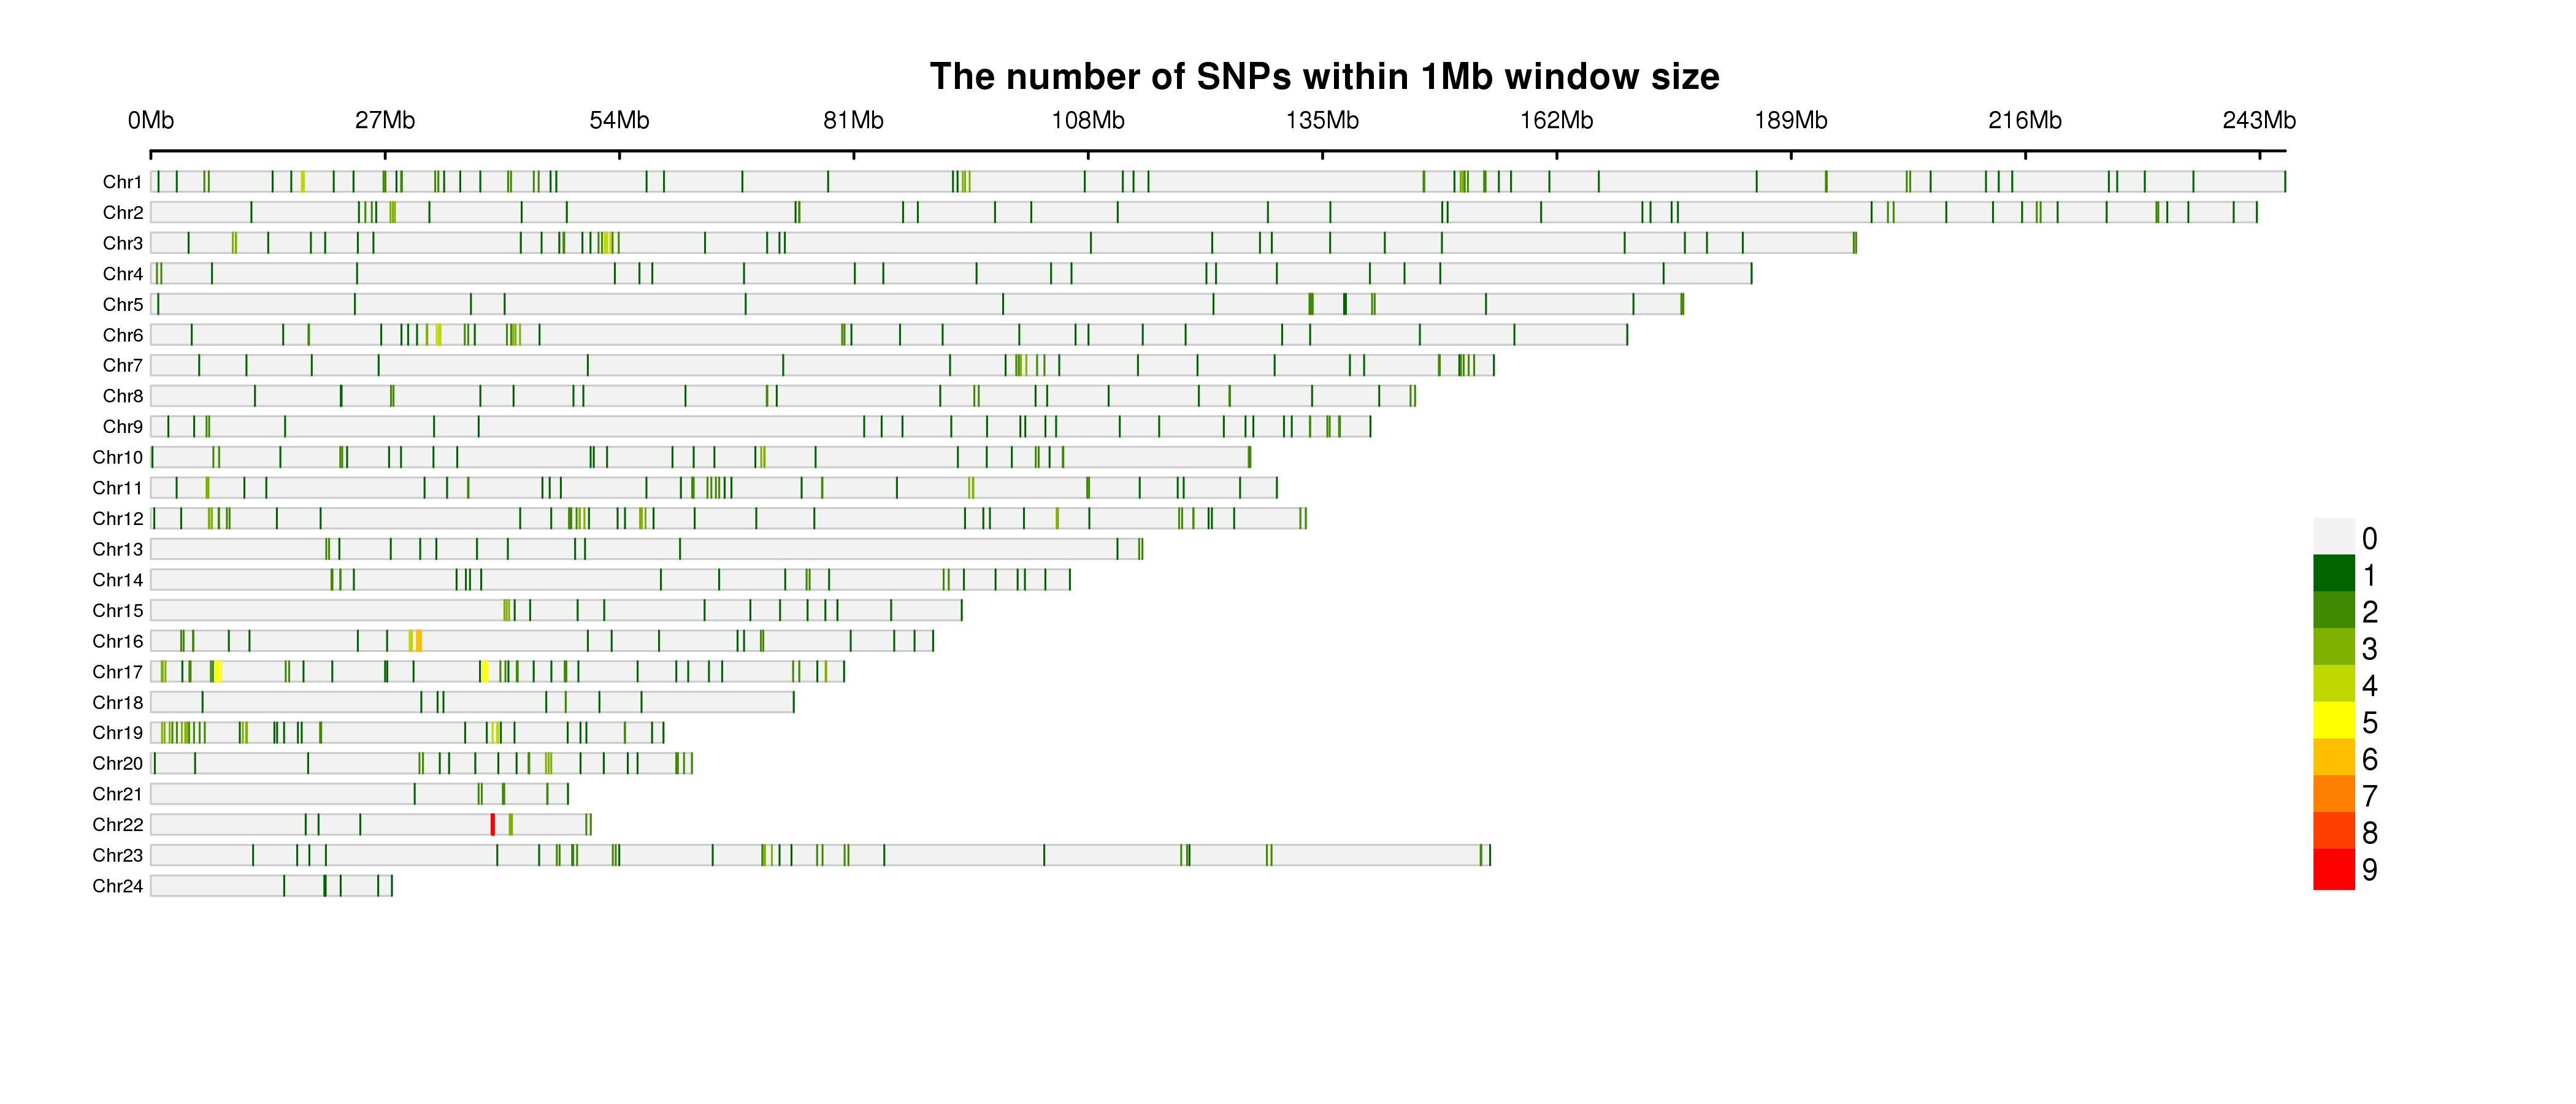 The number of SNPs within 1Mb window size
0Mb 27Mb 54Mb 81Mb 108Mb 135Mb 162Mb 189Mb 216Mb 243Mb
Chr1
Chr2
Chr3
Chr4
Chr5
Chr6
Chr7
Chr8
Chr9
Chr10
Chr11
Chr12
Chr13
Chr14
Chr15
Chr16
Chr17
Chr18
Chr19
Chr20
Chr21
Chr22
Chr23
Chr24
0
1
2
3
4
5
6
7
8
9